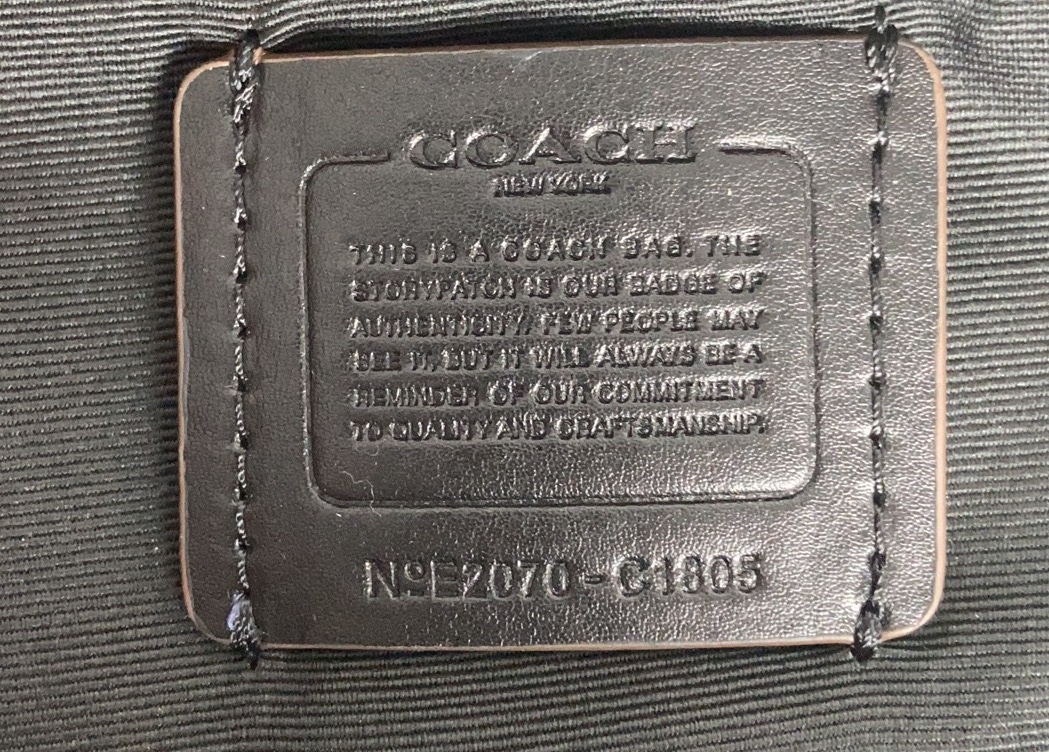 COACH
NEW YORK
THIS IS A COACH BAG. THE
STORYPATCH IS OUR BADGE OF
AUTHENTICITY. FEW PEOPLE MAY
SEE IT, BUT IT WILL ALWAYS BE A
REMINDER OF OUR COMMITMENT
TO QUALITY AND CRAFTSMANSHIP.
NºE2070-C1805